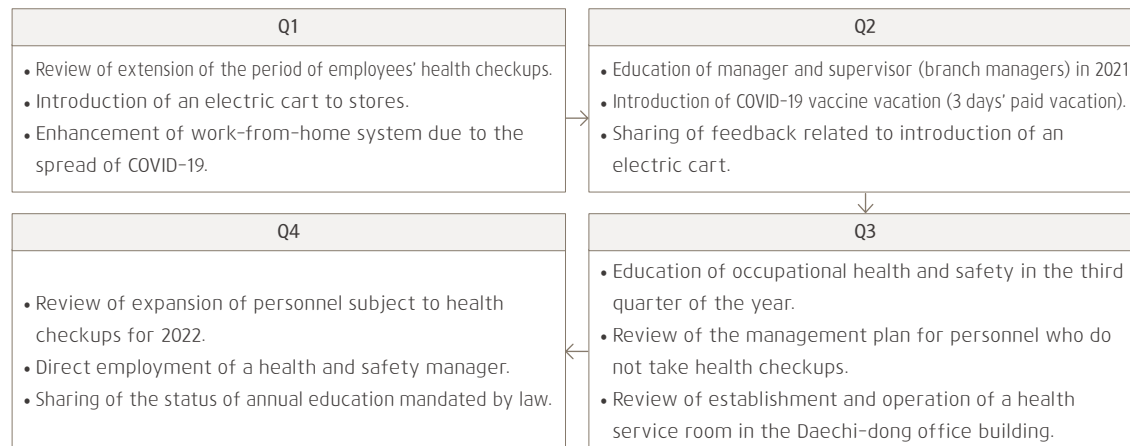 Q1
• Review of extension of the period of employees' health checkups.
• Introduction of an electric cart to stores.
• Enhancement of work-from-home system due to the
spread of COVID-19.
Q2
• Education of manager and supervisor (branch managers) in 2021
• Introduction of COVID-19 vaccine vacation (3 days' paid vacation).
• Sharing of feedback related to introduction of an
electric cart.
Q3
• Education of occupational health and safety in the third
quarter of the year.
• Review of the management plan for personnel who do
not take health checkups.
• Review of establishment and operation of a health
service room in the Daechi-dong office building.
Q4
• Review of expansion of personnel subject to health
checkups for 2022.
• Direct employment of a health and safety manager.
• Sharing of the status of annual education mandated by law.